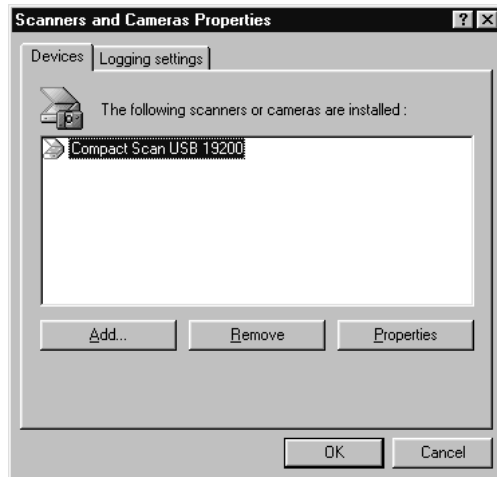 Scanners and Cameras Properties
Devices Logging settings
The following scanners or cameras are installed :
Compact Scan USB 19200
Add... Remove Properties
OK Cancel